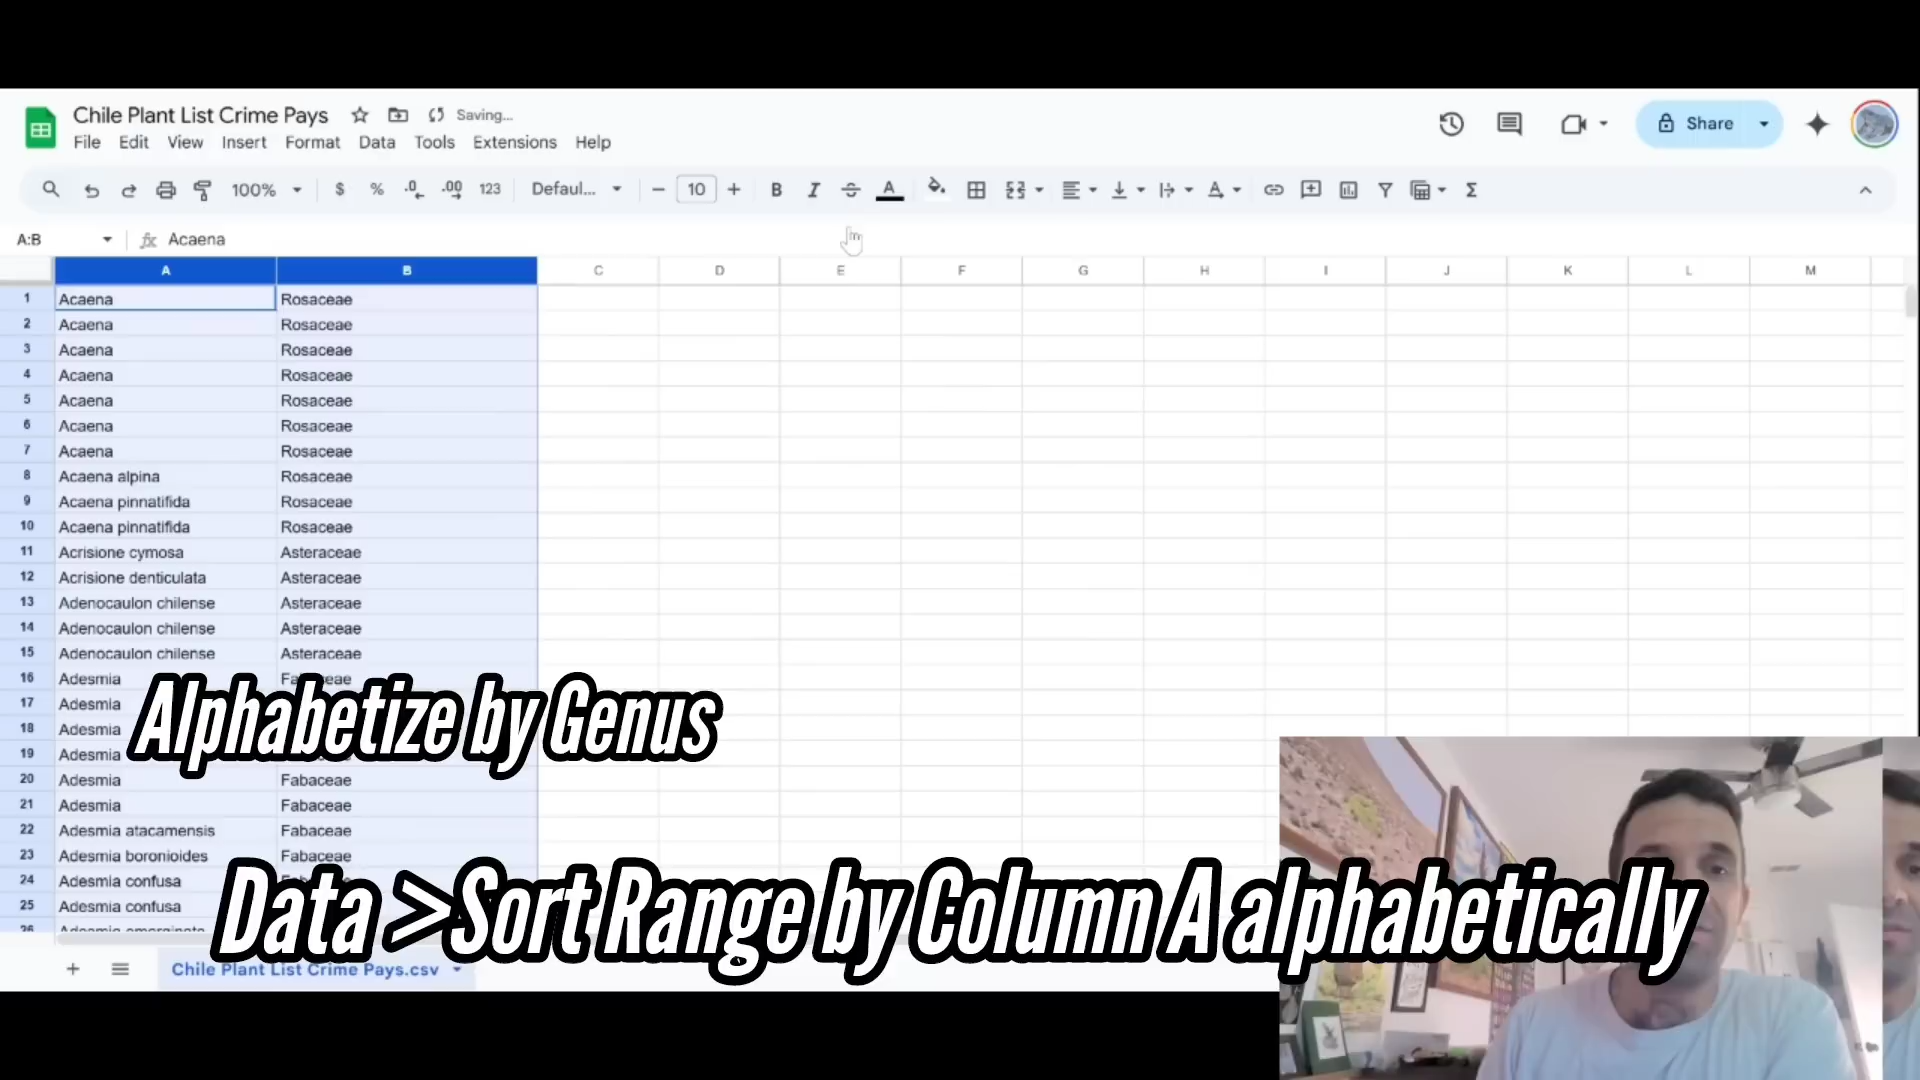 Chile Plant List Crime Pays Saving...
File Edit View Insert Format Data Tools Extensions Help
Share
100% $ % .0 .00 123 Defaul... 10 B I A
A:B fx Acaena
A B C D E F G H I J K L M
1 Acaena Rosaceae
2 Acaena Rosaceae
3 Acaena Rosaceae
4 Acaena Rosaceae
5 Acaena Rosaceae
6 Acaena Rosaceae
7 Acaena Rosaceae
8 Acaena alpina Rosaceae
9 Acaena pinnatifida Rosaceae
10 Acaena pinnatifida Rosaceae
11 Acrisione cymosa Asteraceae
12 Acrisione denticulata Asteraceae
13 Adenocaulon chilense Asteraceae
14 Adenocaulon chilense Asteraceae
15 Adenocaulon chilense Asteraceae
16 Adesmia Fabaceae
17 Adesmia
18 Adesmia
19 Adesmia
Alphabetize by Genus
20 Adesmia Fabaceae
21 Adesmia Fabaceae
22 Adesmia atacamensis Fabaceae
23 Adesmia boronioides Fabaceae
24 Adesmia confusa
25 Adesmia confusa
Data >Sort Range by Column A alphabetically
26 Adesmia emarginata
Chile Plant List Crime Pays.csv